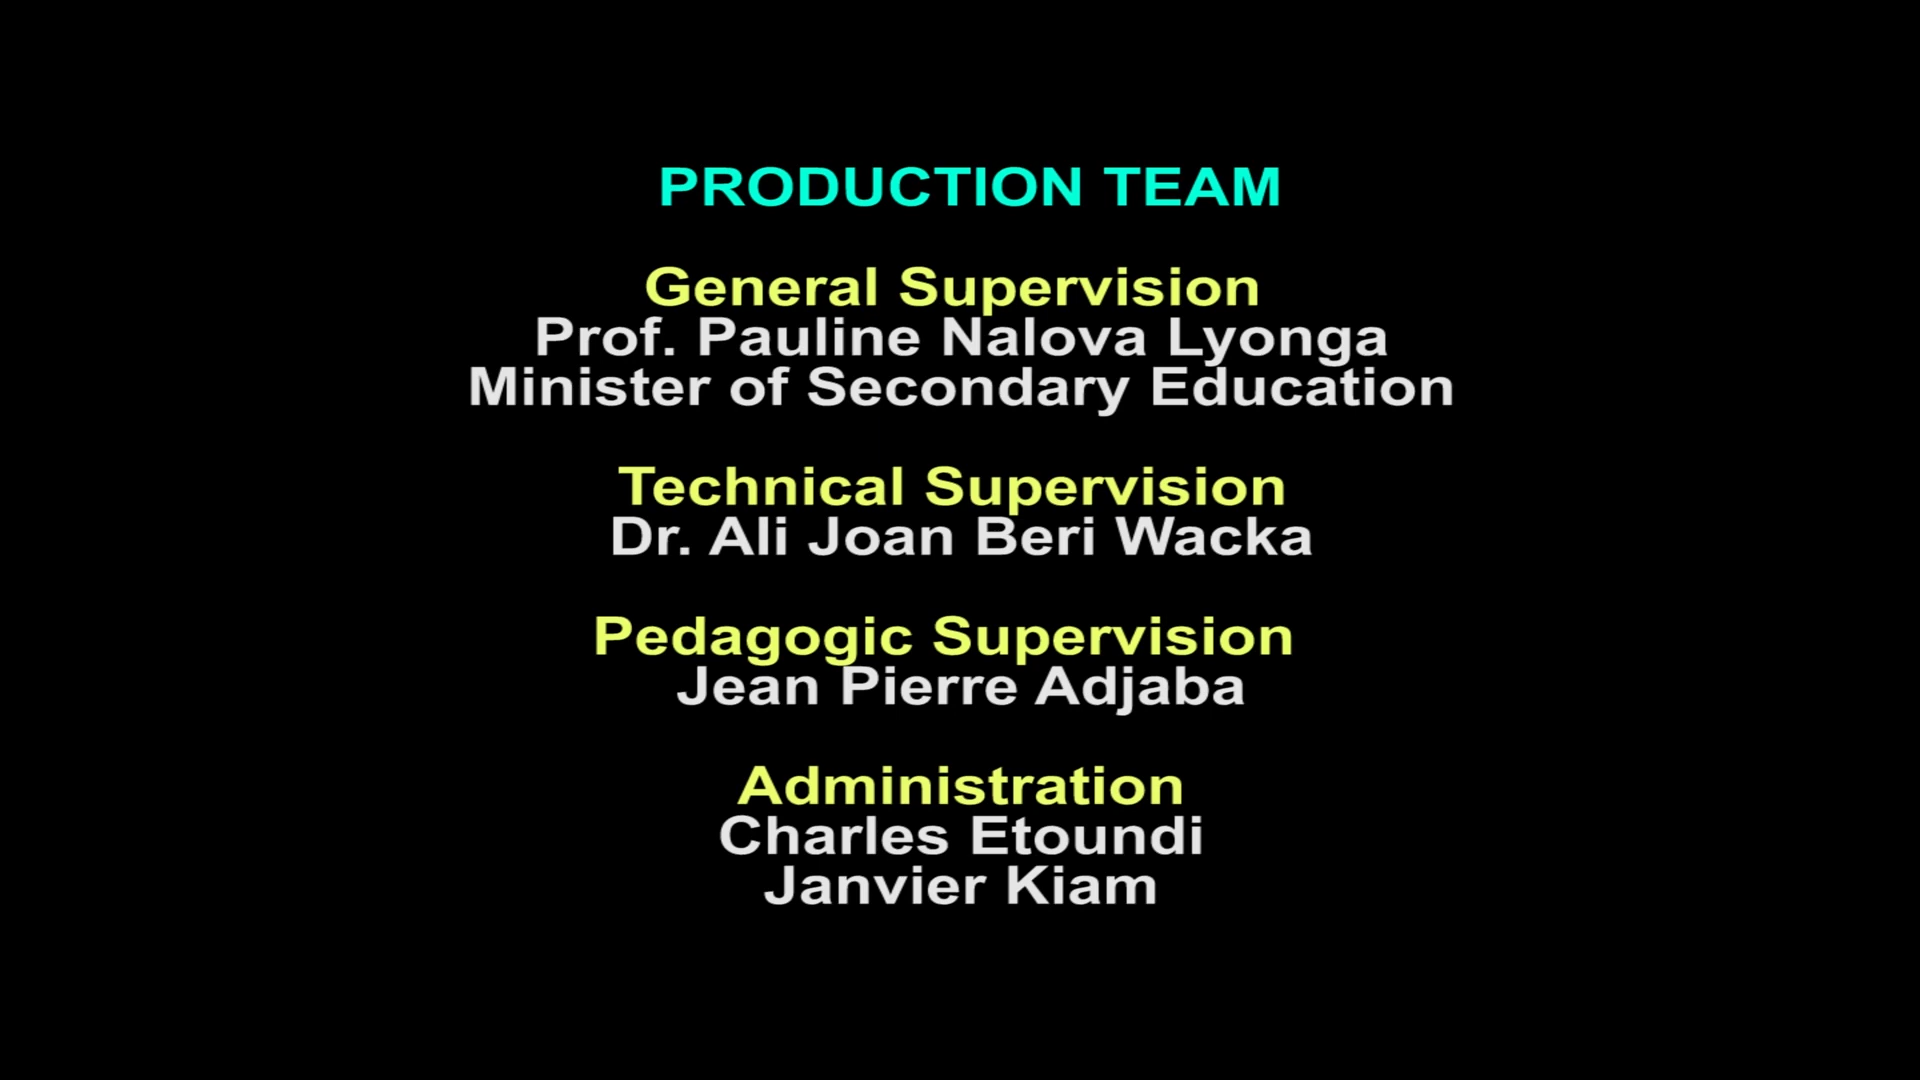 PRODUCTION TEAM
General Supervision
Prof. Pauline Nalova Lyonga
Minister of Secondary Education
Technical Supervision
Dr. Ali Joan Beri Wacka
Pedagogic Supervision
Jean Pierre Adjaba
Administration
Charles Etoundi
Janvier Kiam